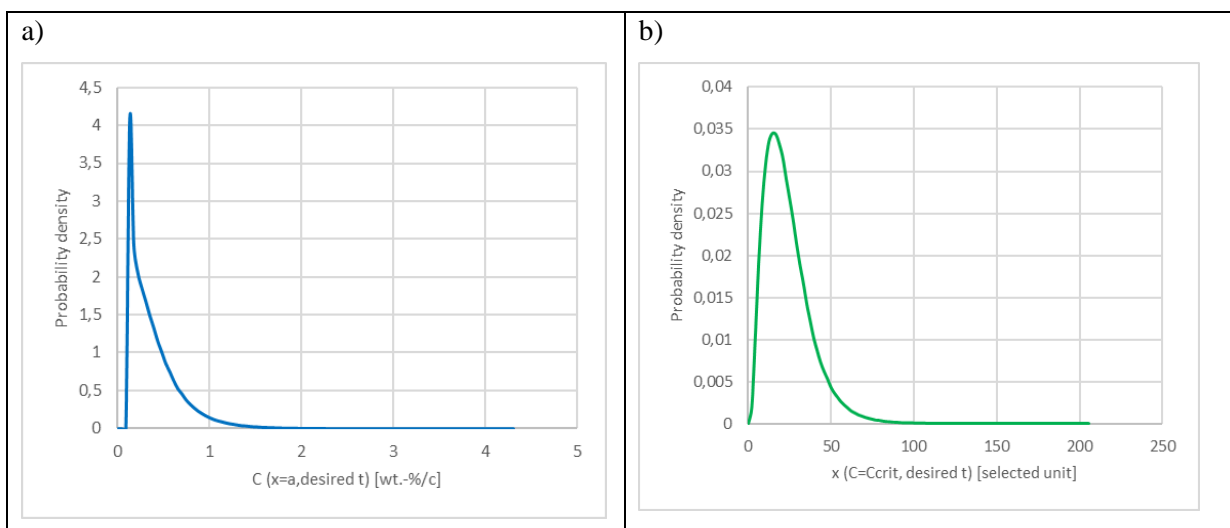 a)
4,5
4
3,5
3
2,5
2
1,5
1
0,5
0
Probability density
0 1 2 3 4 5
C (x=a,desired t) [wt.-%/c]
b)
0,04
0,035
0,03
0,025
0,02
0,015
0,01
0,005
0
Probability density
0 50 100 150 200 250
x (C=Ccrit, desired t) [selected unit]